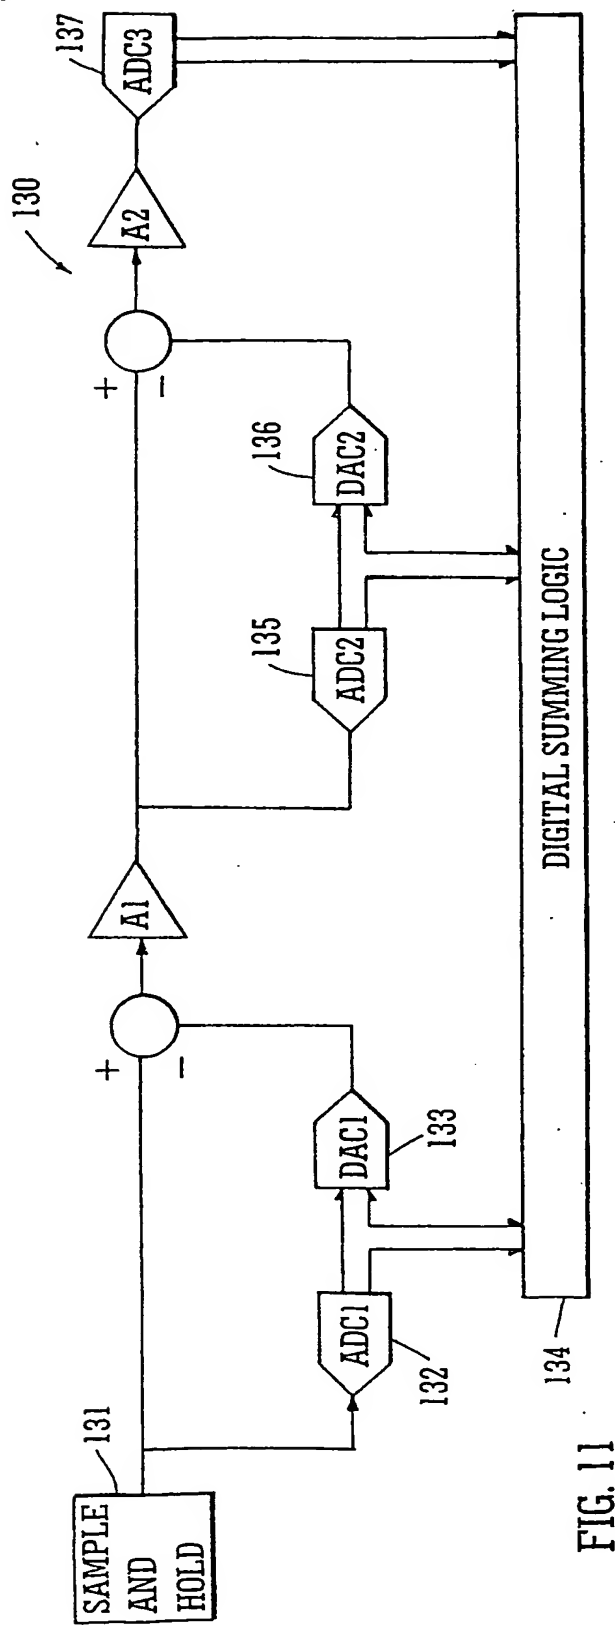 130
SAMPLE
AND
HOLD
131
+
−
A1
+
−
A2
ADC3
137
ADC1
132
DAC1
133
ADC2
135
DAC2
136
DIGITAL SUMMING LOGIC
134
FIG. 11